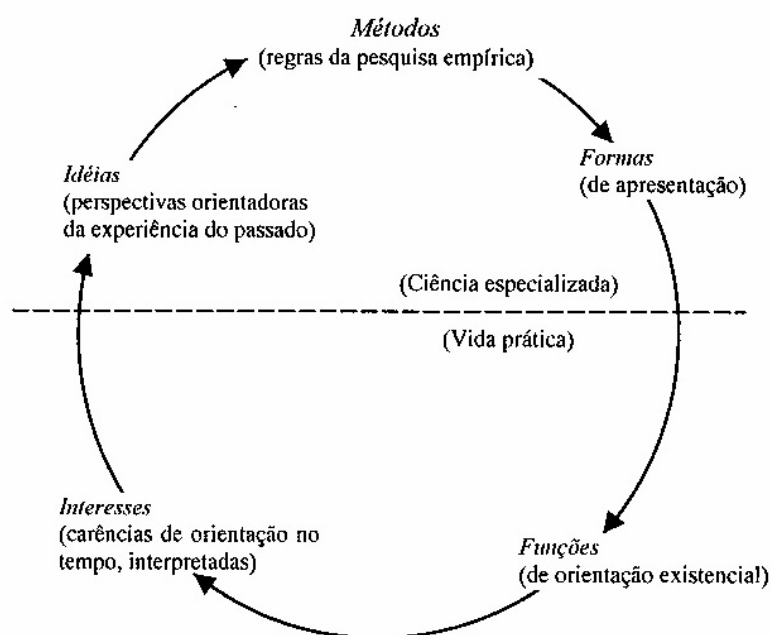 Métodos
(regras da pesquisa empírica)
Formas
(de apresentação)
Idéias
(perspectivas orientadoras
da experiência do passado)
(Ciência especializada)
(Vida prática)
Interesses
(carências de orientação no
tempo, interpretadas)
Funções
(de orientação existencial)